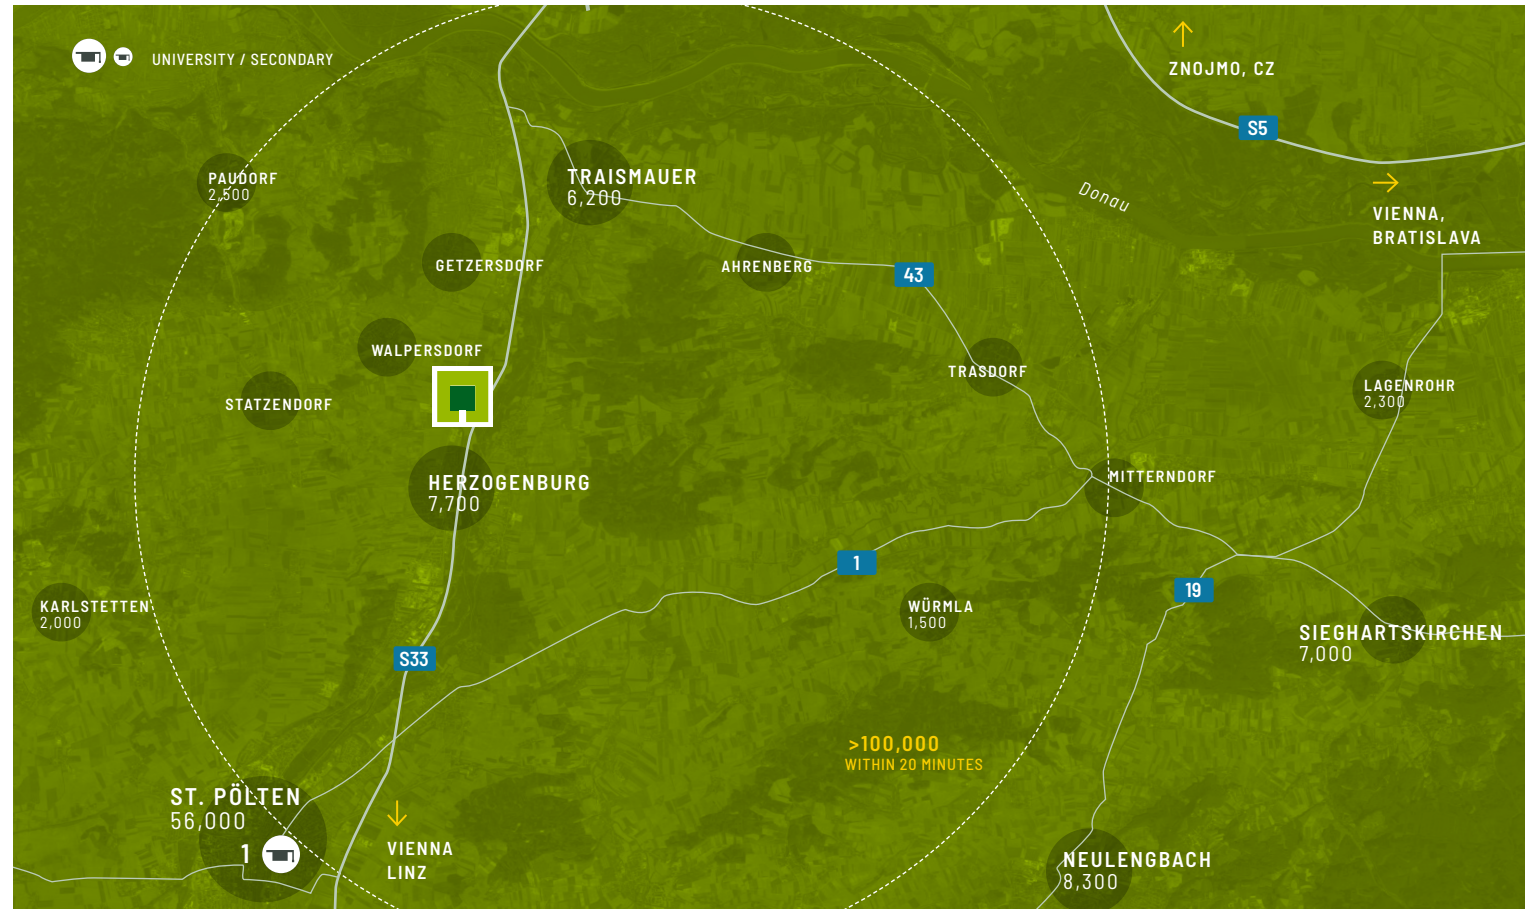 UNIVERSITY / SECONDARY
ZNOJMO, CZ
S5
PAUDORF
2,500
TRAISMAUER
6,200
Donau
VIENNA,
BRATISLAVA
GETZERSDORF
AHRENBERG
43
WALPERSDORF
TRASDORF
STATZENDORF
LAGENROHR
2,300
HERZOGENBURG
7,700
MITTERNDORF
1
19
KARLSTETTEN
2,000
WÜRMLA
1,500
SIEGHARTSKIRCHEN
7,000
S33
>100,000
WITHIN 20 MINUTES
ST. PÖLTEN
56,000
1
VIENNA
LINZ
NEULENGBACH
8,300